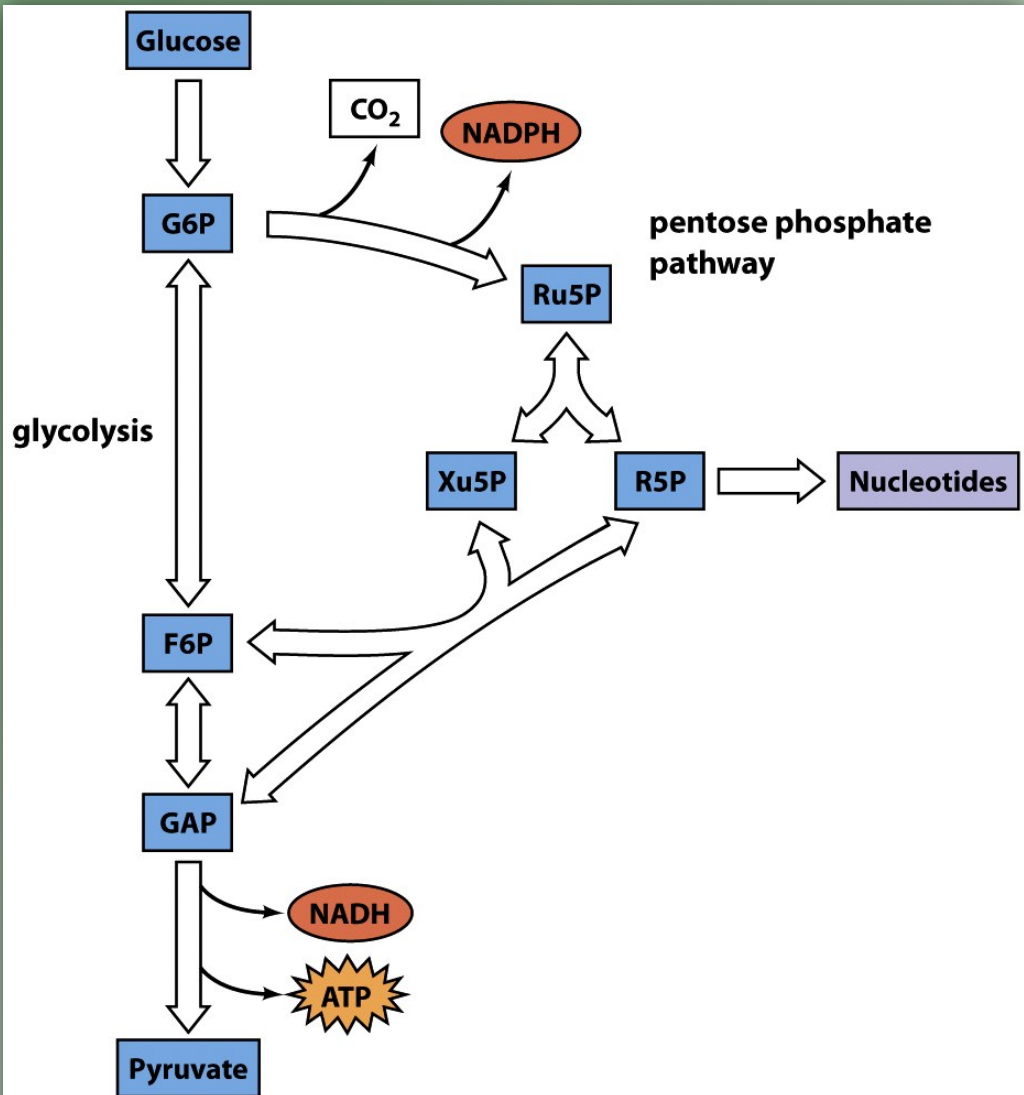 Glucose
CO₂
NADPH
G6P
pentose phosphate
pathway
Ru5P
glycolysis
Xu5P
R5P
Nucleotides
F6P
GAP
NADH
ATP
Pyruvate